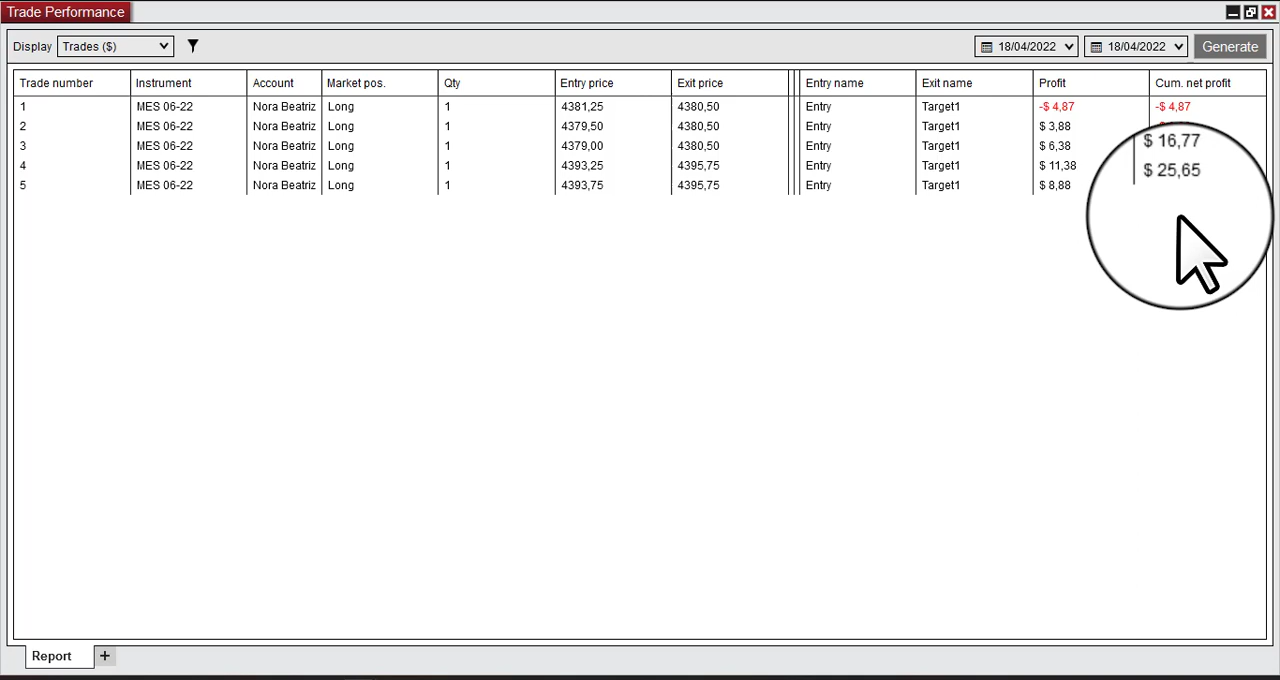 Trade Performance
Display Trades ($) 18/04/2022 18/04/2022 Generate
Trade number Instrument Account Market pos. Qty Entry price Exit price Entry name Exit name Profit Cum. net profit
1 MES 06-22 Nora Beatriz Long 1 4381,25 4380,50 Entry Target1 -$ 4,87 -$ 4,87
2 MES 06-22 Nora Beatriz Long 1 4379,50 4380,50 Entry Target1 $ 3,88
3 MES 06-22 Nora Beatriz Long 1 4379,00 4380,50 Entry Target1 $ 6,38
4 MES 06-22 Nora Beatriz Long 1 4393,25 4395,75 Entry Target1 $ 11,38 $ 16,77
5 MES 06-22 Nora Beatriz Long 1 4393,75 4395,75 Entry Target1 $ 8,88 $ 25,65
Report +